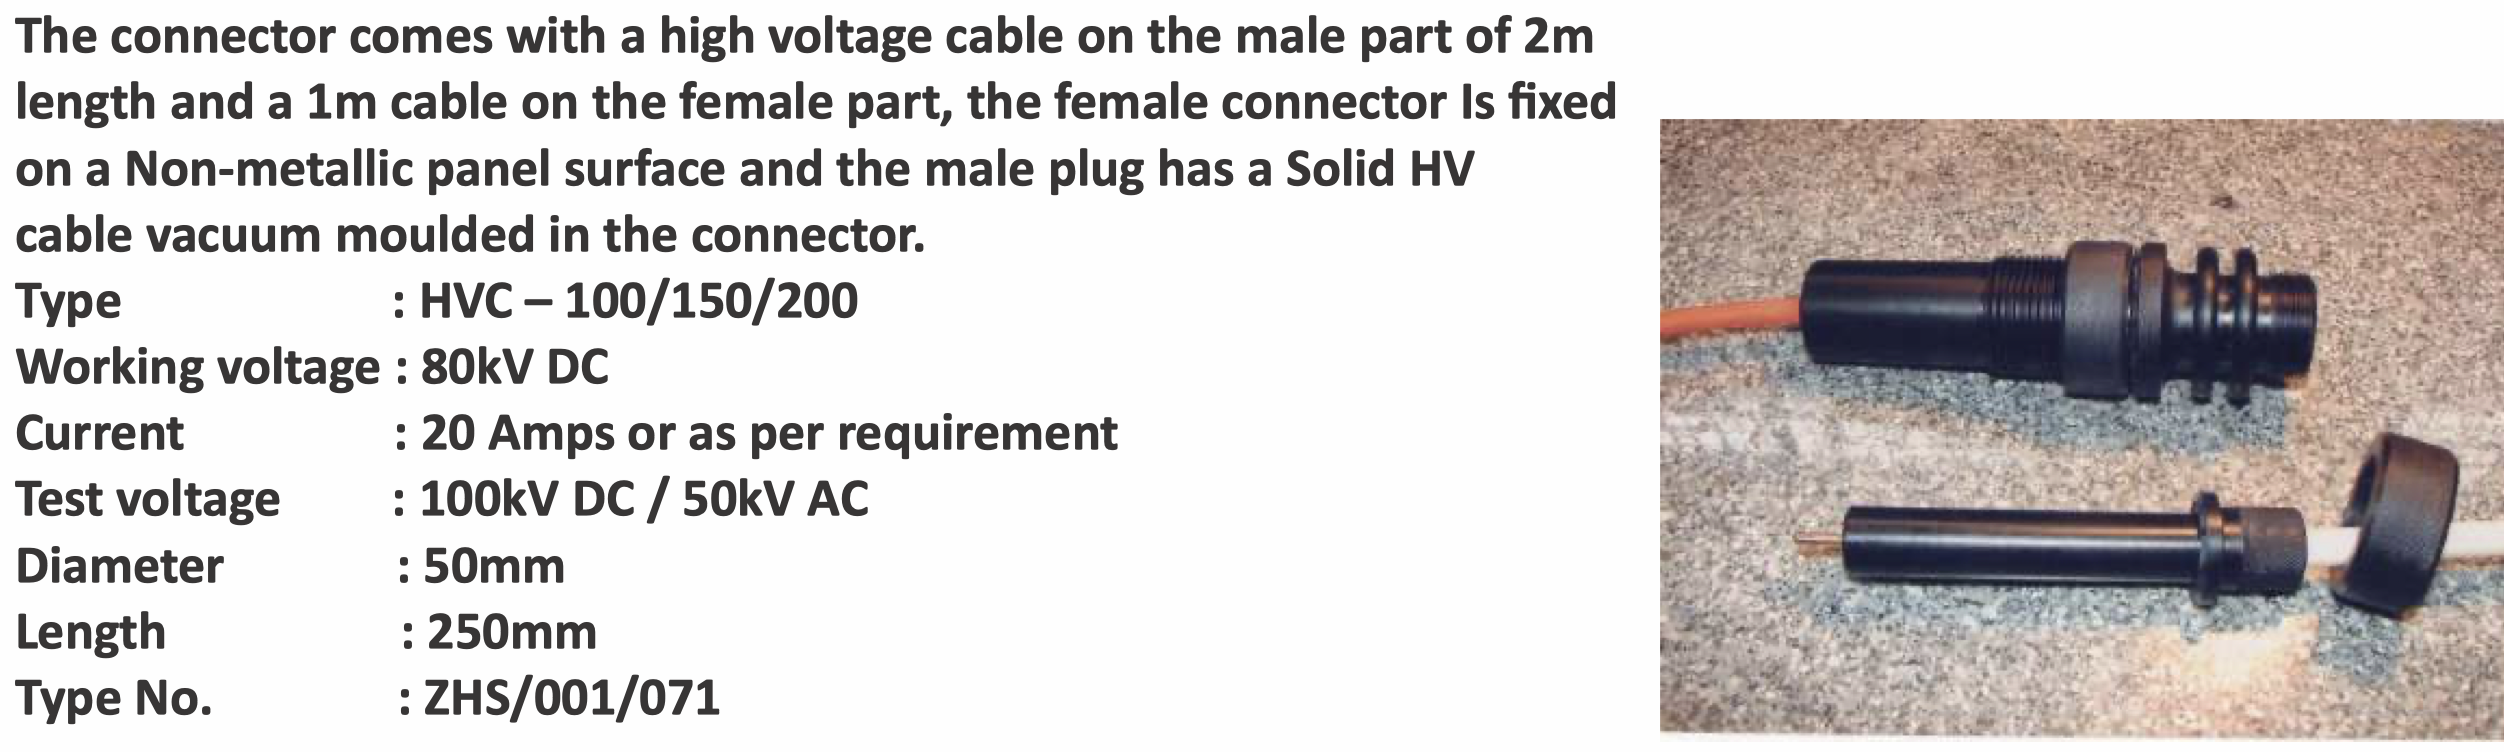 The connector comes with a high voltage cable on the male part of 2m
length and a 1m cable on the female part, the female connector Is fixed
on a Non-metallic panel surface and the male plug has a Solid HV
cable vacuum moulded in the connector.
Type : HVC – 100/150/200
Working voltage : 80kV DC
Current : 20 Amps or as per requirement
Test voltage : 100kV DC / 50kV AC
Diameter : 50mm
Length : 250mm
Type No. : ZHS/001/071